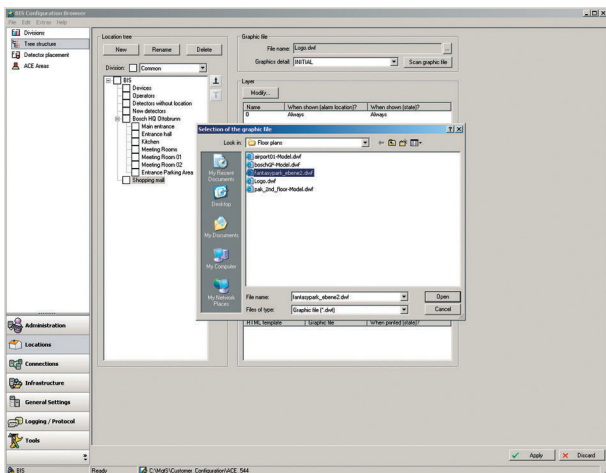 BIS Configuration Browser
File Edit Extras Help
Divisions
Tree structure
Detector placement
ACE Areas
Administration
Locations
Connections
Infrastructure
General Settings
Logging / Protocol
Tools
Location tree
New Rename Delete
Division: Common
BIS
Devices
Operators
Detectors without location
New detectors
Bosch HQ Ottobrunn
Main entrance
Entrance hall
Kitchen
Meeting Rooms
Meeting Room 01
Meeting Room 02
Entrance Parking Area
Shopping mall
Graphic file
File name: Logo.dwf ...
Graphics detail: INITIAL Scan graphic file
Layer
Modify...
Name When shown (alarm location)? When shown (state)?
0 Always Always
Selection of the graphic file
Look in: Floor plans
My Recent Documents
Desktop
My Documents
My Computer
My Network Places
airport01-Model.dwf
fantasypark_ebene2.dwf
Logo.dwf
pak_2nd_floor-Model.dwf
File name: fantasypark_ebene2.dwf Open
Files of type: Graphic file (*.dwf) Cancel
HTML template Graphic file When printed (state)?
Apply Discard
BIS Ready C:\MgtS\Customer_Configuration\ACE_544